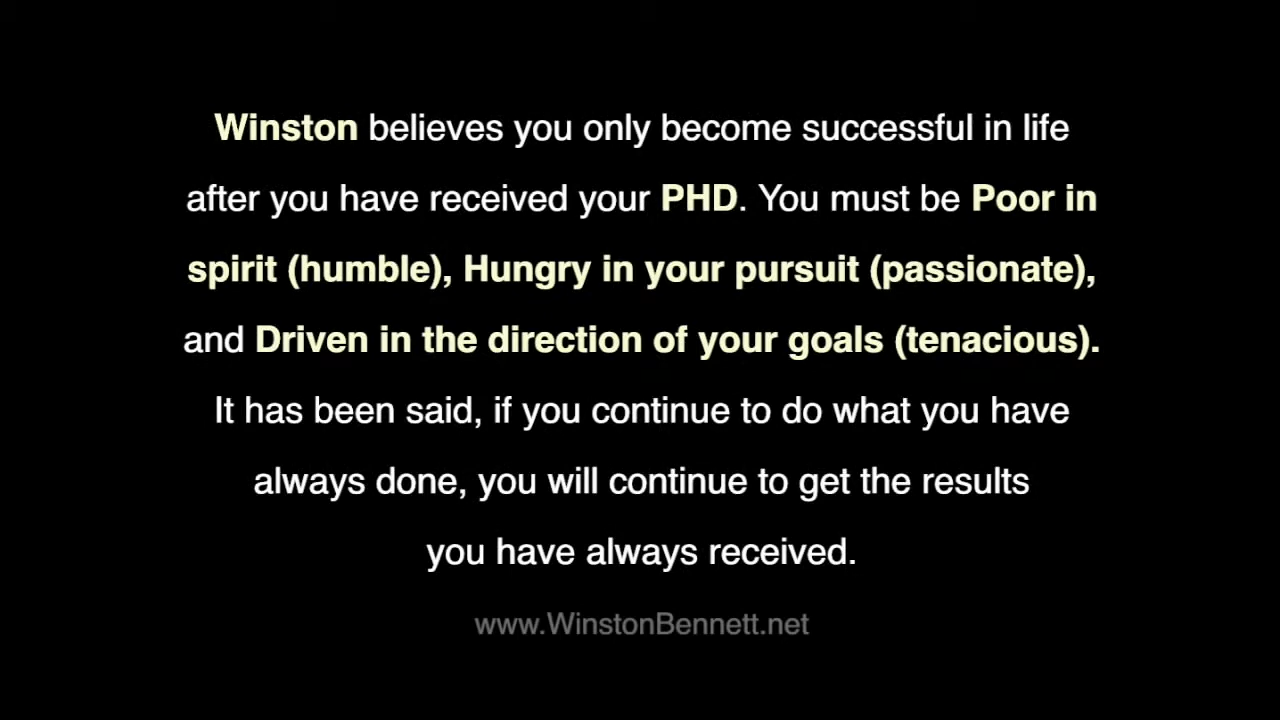 Winston believes you only become successful in life
after you have received your PHD. You must be Poor in
spirit (humble), Hungry in your pursuit (passionate),
and Driven in the direction of your goals (tenacious).
It has been said, if you continue to do what you have
always done, you will continue to get the results
you have always received.
www.WinstonBennett.net